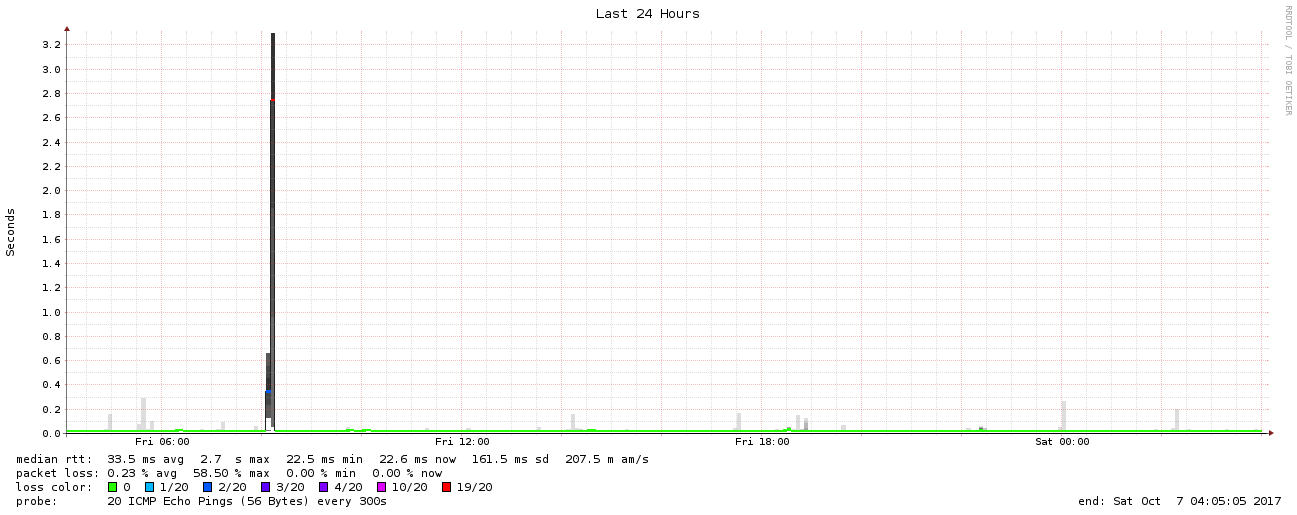 Last 24 Hours
RRDTOOL / TOBI OETIKER
Seconds
3.2
3.0
2.8
2.6
2.4
2.2
2.0
1.8
1.6
1.4
1.2
1.0
0.8
0.6
0.4
0.2
0.0
Fri 06:00 Fri 12:00 Fri 18:00 Sat 00:00
median rtt: 33.5 ms avg 2.7 s max 22.5 ms min 22.6 ms now 161.5 ms sd 207.5 m am/s
packet loss: 0.23 % avg 58.50 % max 0.00 % min 0.00 % now
loss color: 0 1/20 2/20 3/20 4/20 10/20 19/20
probe: 20 ICMP Echo Pings (56 Bytes) every 300s end: Sat Oct 7 04:05:05 2017